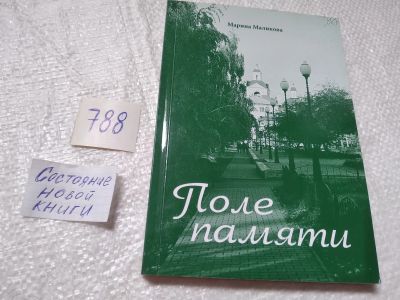 Марина Маликова
Поле
памяти
788
Состояние
новой
книги